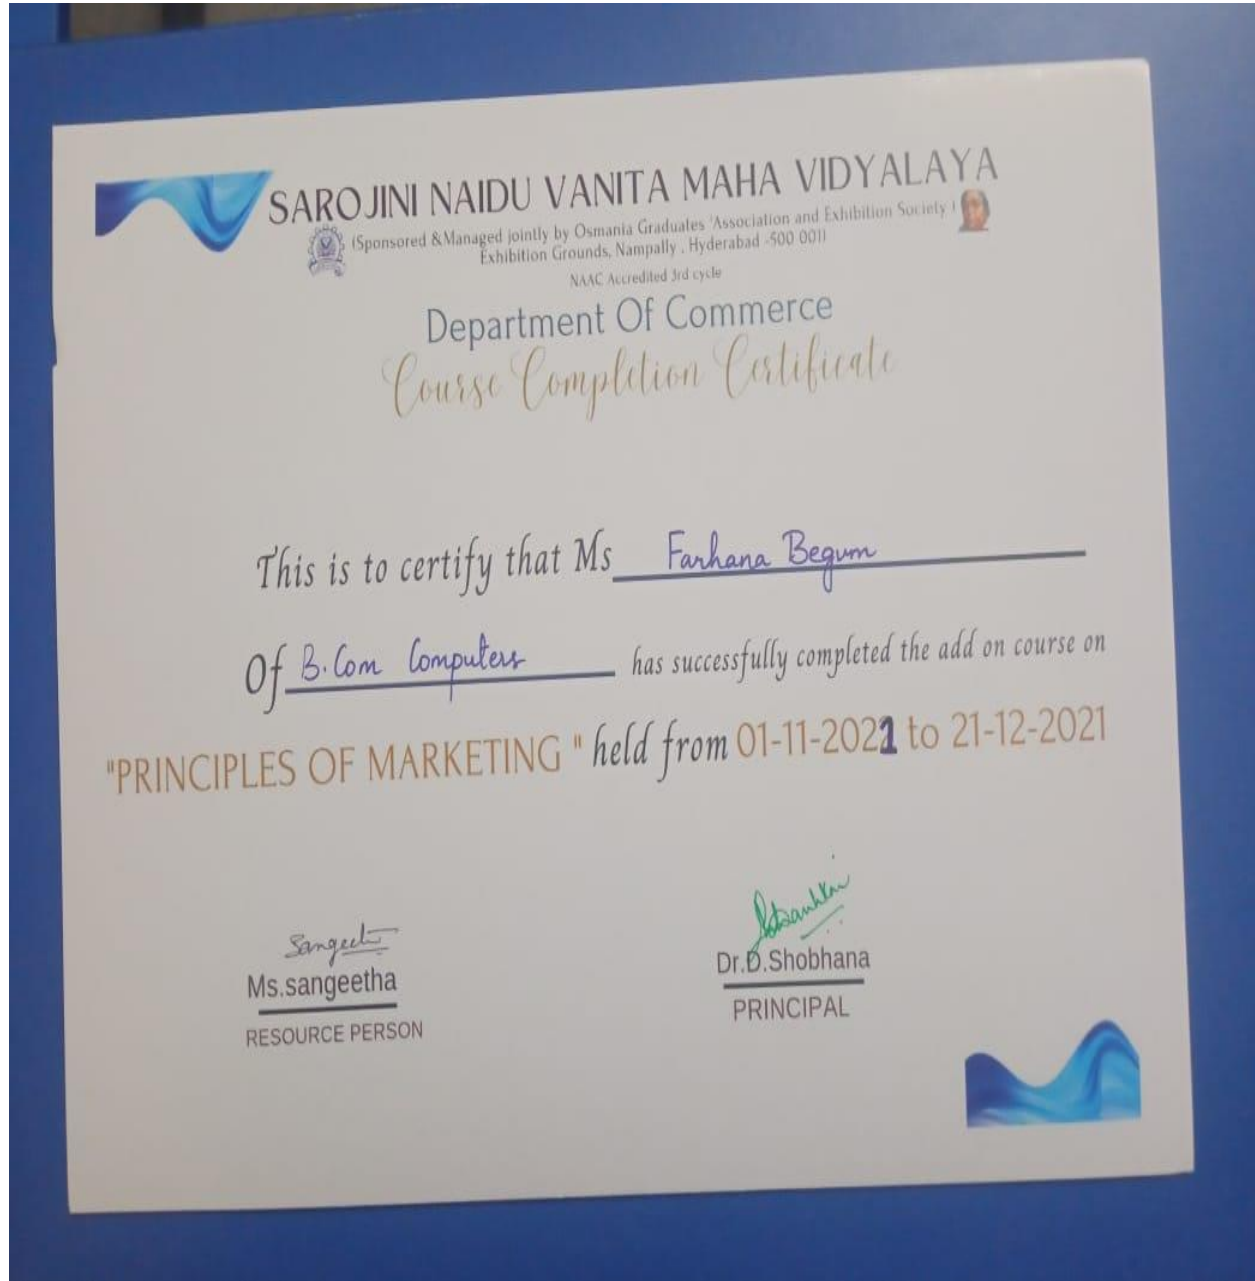 SAROJINI NAIDU VANITA MAHA VIDYALAYA
(Sponsored & Managed jointly by Osmania Graduates 'Association and Exhibition Society )
Exhibition Grounds, Nampally , Hyderabad -500 001)
NAAC Accredited 3rd cycle
Department Of Commerce
Course Completion Certificate
This is to certify that Ms Farhana Begum
Of B.Com Computers has successfully completed the add on course on
"PRINCIPLES OF MARKETING " held from 01-11-2021 to 21-12-2021
Sangeeta
Ms.sangeetha
RESOURCE PERSON
Dr.D.Shobhana
PRINCIPAL